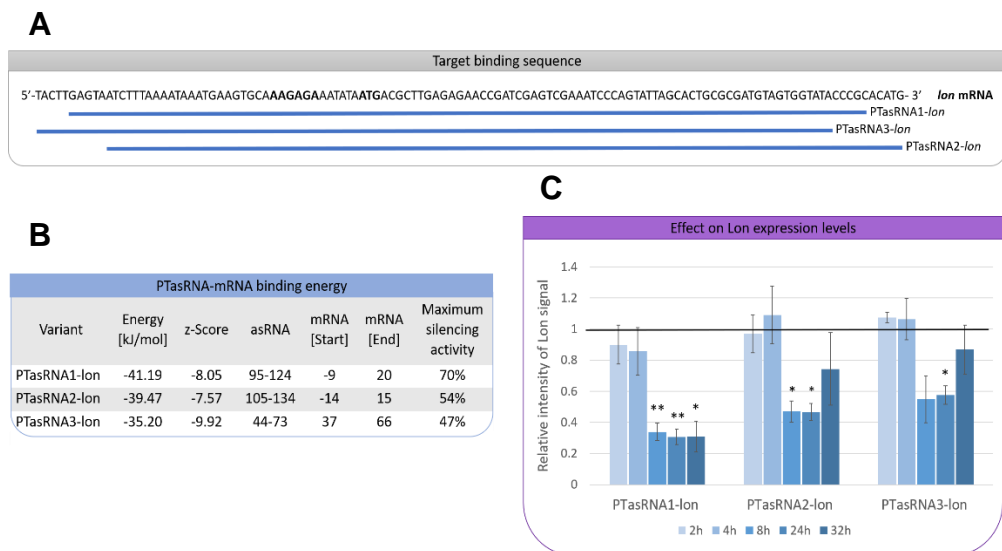 A
Target binding sequence
5’-TACTTGAGTAATCTTTAAAATAAATGAAGTGCAAAGAGAAATATAATGACGCTTGAGAGAACCGATCGAGTCGAAATCCCAGTATTAGCACTGCGCGATGTAGTGGTATACCCGCACATG- 3’ lon mRNA
PTasRNA1-lon
PTasRNA3-lon
PTasRNA2-lon
B
PTasRNA-mRNA binding energy
Variant Energy [kJ/mol] z-Score asRNA mRNA [Start] mRNA [End] Maximum silencing activity
PTasRNA1-lon -41.19 -8.05 95-124 -9 20 70%
PTasRNA2-lon -39.47 -7.57 105-134 -14 15 54%
PTasRNA3-lon -35.20 -9.92 44-73 37 66 47%
C
Effect on Lon expression levels
Relative intensity of Lon signal
1.4
1.2
1
0.8
0.6
0.4
0.2
0
** ** *
* *
*
PTasRNA1-lon PTasRNA2-lon PTasRNA3-lon
2h 4h 8h 24h 32h